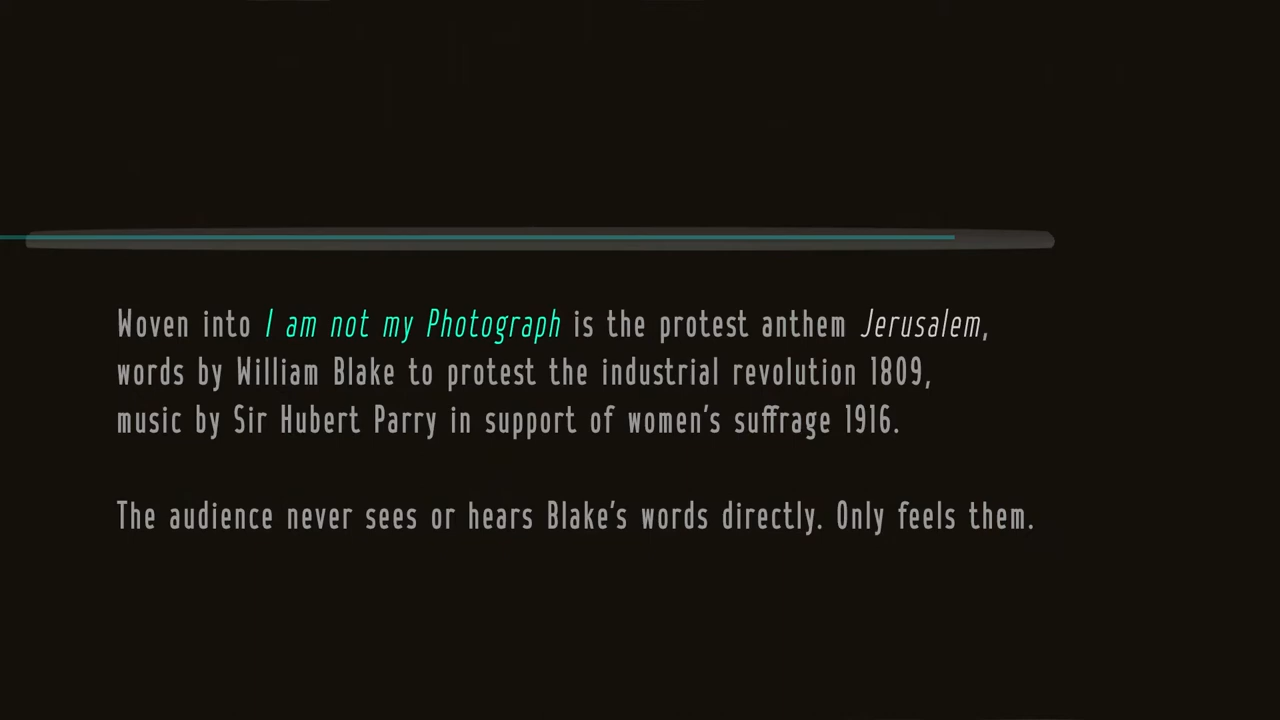 Woven into I am not my Photograph is the protest anthem Jerusalem,
words by William Blake to protest the industrial revolution 1809,
music by Sir Hubert Parry in support of women's suffrage 1916.
The audience never sees or hears Blake's words directly. Only feels them.